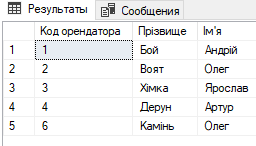 Результаты Сообщения
Код орендатора Прізвище Ім'я
1 1 Бой Андрій
2 2 Воят Олег
3 3 Хімка Ярослав
4 4 Дерун Артур
5 6 Камінь Олег